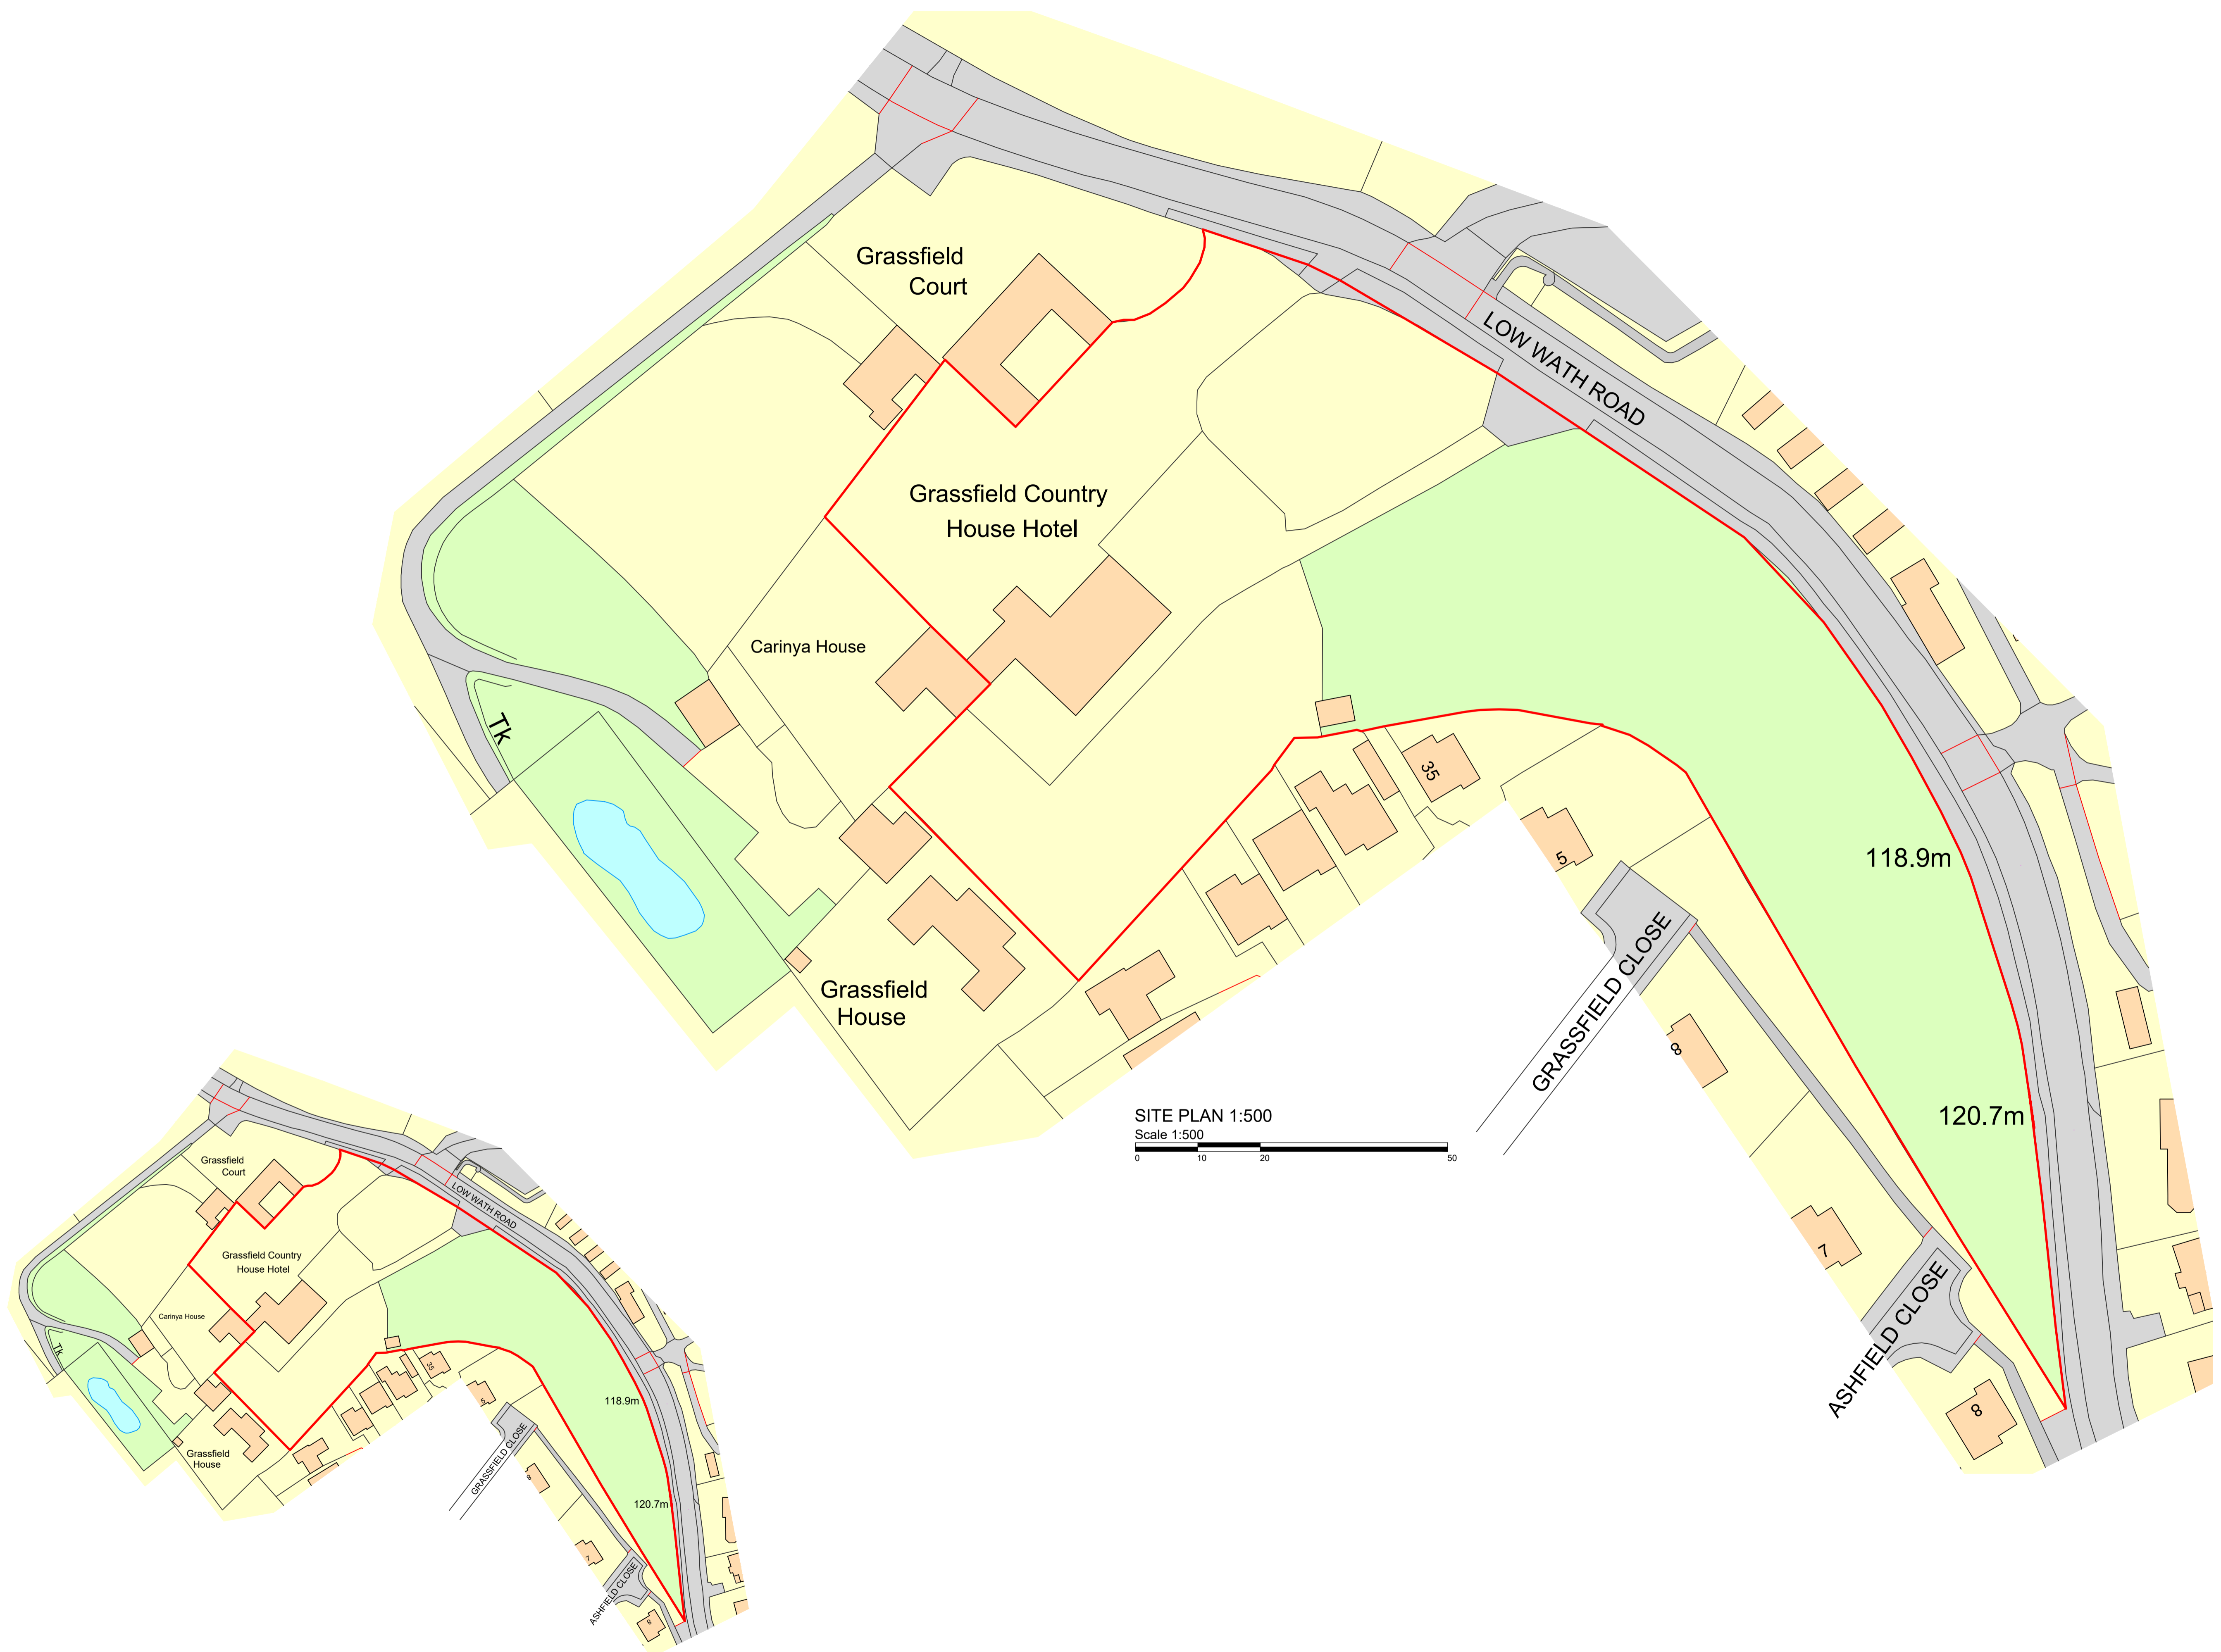 Grassfield
Court
LOW WATH ROAD
Grassfield Country
House Hotel
Carinya House
Tk
35
5
118.9m
GRASSFIELD CLOSE
Grassfield
House
8
120.7m
SITE PLAN 1:500
Scale 1:500
0 10 20 50
7
ASHFIELD CLOSE
8
Grassfield
Court
LOW WATH ROAD
Grassfield Country
House Hotel
Carinya House
Tk
35
5
118.9m
GRASSFIELD CLOSE
Grassfield
House
8
120.7m
7
ASHFIELD CLOSE
8